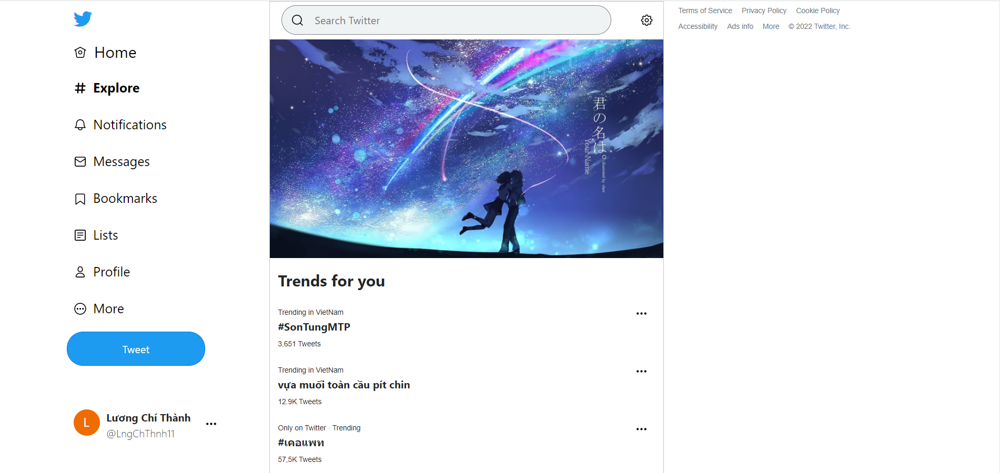 Home
Explore
Notifications
Messages
Bookmarks
Lists
Profile
More
Tweet
L
Lương Chí Thành
@LngChThnh11
Search Twitter
君の名は。
Your Name
illustrated by clare
Trends for you
Trending in VietNam
#SonTungMTP
3,651 Tweets
Trending in VietNam
vựa muối toàn cầu pít chin
12.9K Tweets
Only on Twitter · Trending
#เคอแพท
57,5K Tweets
Terms of Service Privacy Policy Cookie Policy
Accessibility Ads info More © 2022 Twitter, Inc.